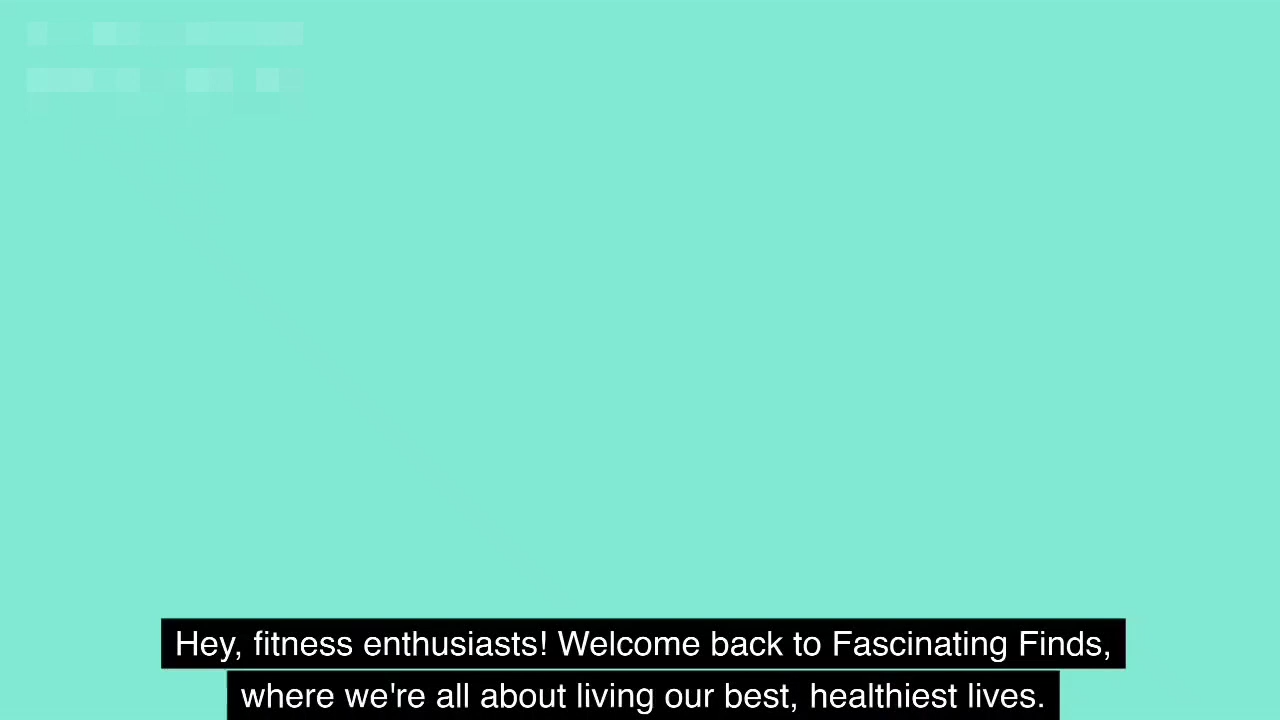 Hey, fitness enthusiasts! Welcome back to Fascinating Finds,
where we're all about living our best, healthiest lives.